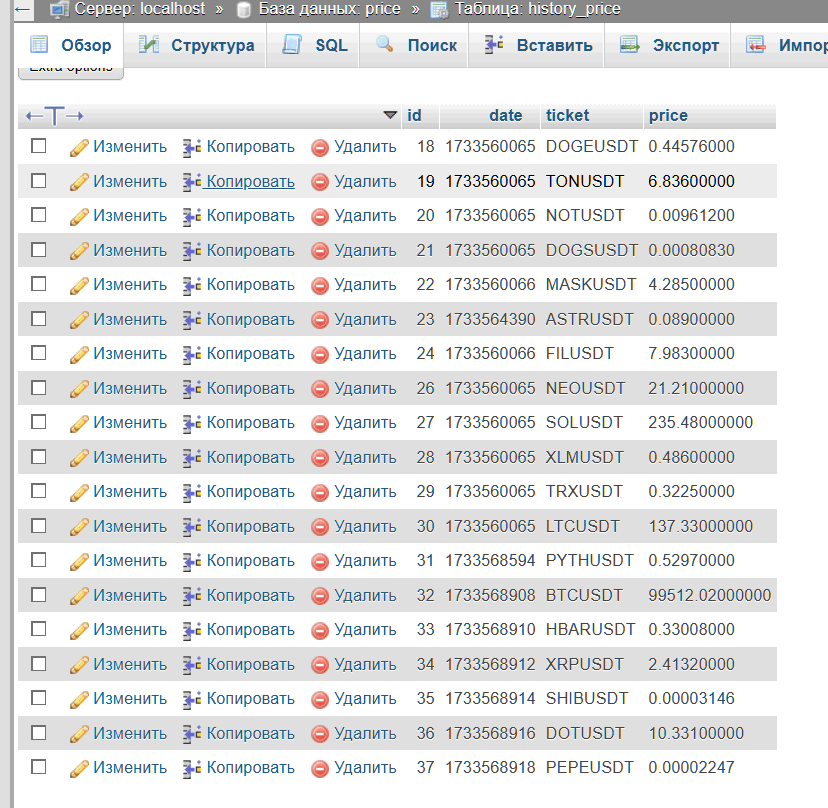 ← Сервер: localhost » База данных: price » Таблица: history_price
Обзор Структура SQL Поиск Вставить Экспорт Импор
Extra options
←T→ id date ticket price
Изменить Копировать Удалить 18 1733560065 DOGEUSDT 0.44576000
Изменить Копировать Удалить 19 1733560065 TONUSDT 6.83600000
Изменить Копировать Удалить 20 1733560065 NOTUSDT 0.00961200
Изменить Копировать Удалить 21 1733560065 DOGSUSDT 0.00080830
Изменить Копировать Удалить 22 1733560066 MASKUSDT 4.28500000
Изменить Копировать Удалить 23 1733564390 ASTRUSDT 0.08900000
Изменить Копировать Удалить 24 1733560066 FILUSDT 7.98300000
Изменить Копировать Удалить 26 1733560065 NEOUSDT 21.21000000
Изменить Копировать Удалить 27 1733560065 SOLUSDT 235.48000000
Изменить Копировать Удалить 28 1733560065 XLMUSDT 0.48600000
Изменить Копировать Удалить 29 1733560065 TRXUSDT 0.32250000
Изменить Копировать Удалить 30 1733560065 LTCUSDT 137.33000000
Изменить Копировать Удалить 31 1733568594 PYTHUSDT 0.52970000
Изменить Копировать Удалить 32 1733568908 BTCUSDT 99512.02000000
Изменить Копировать Удалить 33 1733568910 HBARUSDT 0.33008000
Изменить Копировать Удалить 34 1733568912 XRPUSDT 2.41320000
Изменить Копировать Удалить 35 1733568914 SHIBUSDT 0.00003146
Изменить Копировать Удалить 36 1733568916 DOTUSDT 10.33100000
Изменить Копировать Удалить 37 1733568918 PEPEUSDT 0.00002247